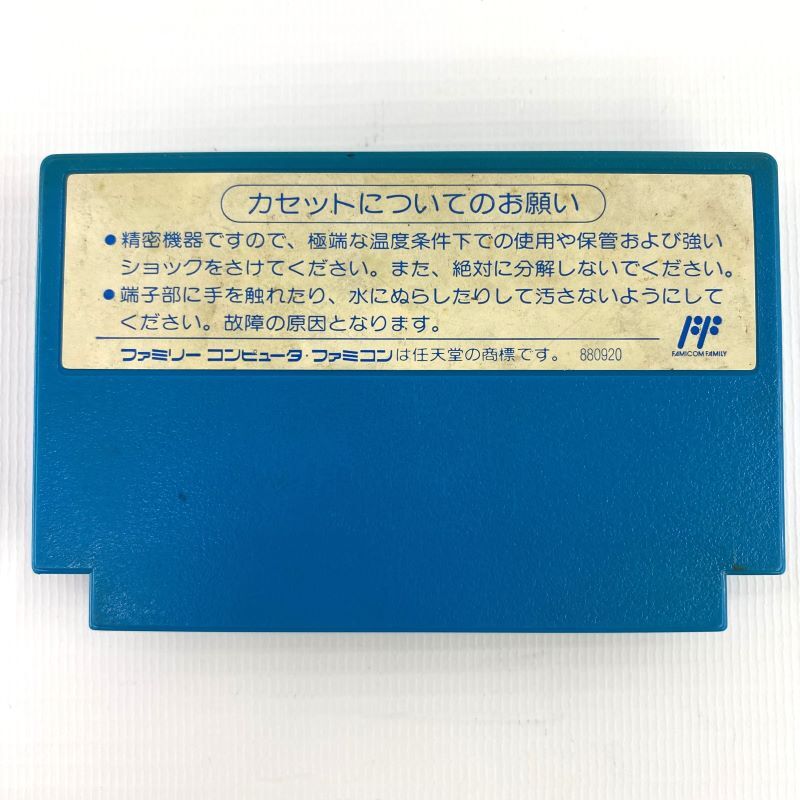 カセットについてのお願い
●精密機器ですので、極端な温度条件下での使用や保管および強い
ショックをさけてください。また、絶対に分解しないでください。
●端子部に手を触れたり、水にぬらしたりして汚さないようにして
ください。故障の原因となります。
FF
FAMICOM FAMILY
ファミリー コンピュータ・ファミコンは任天堂の商標です。 880920